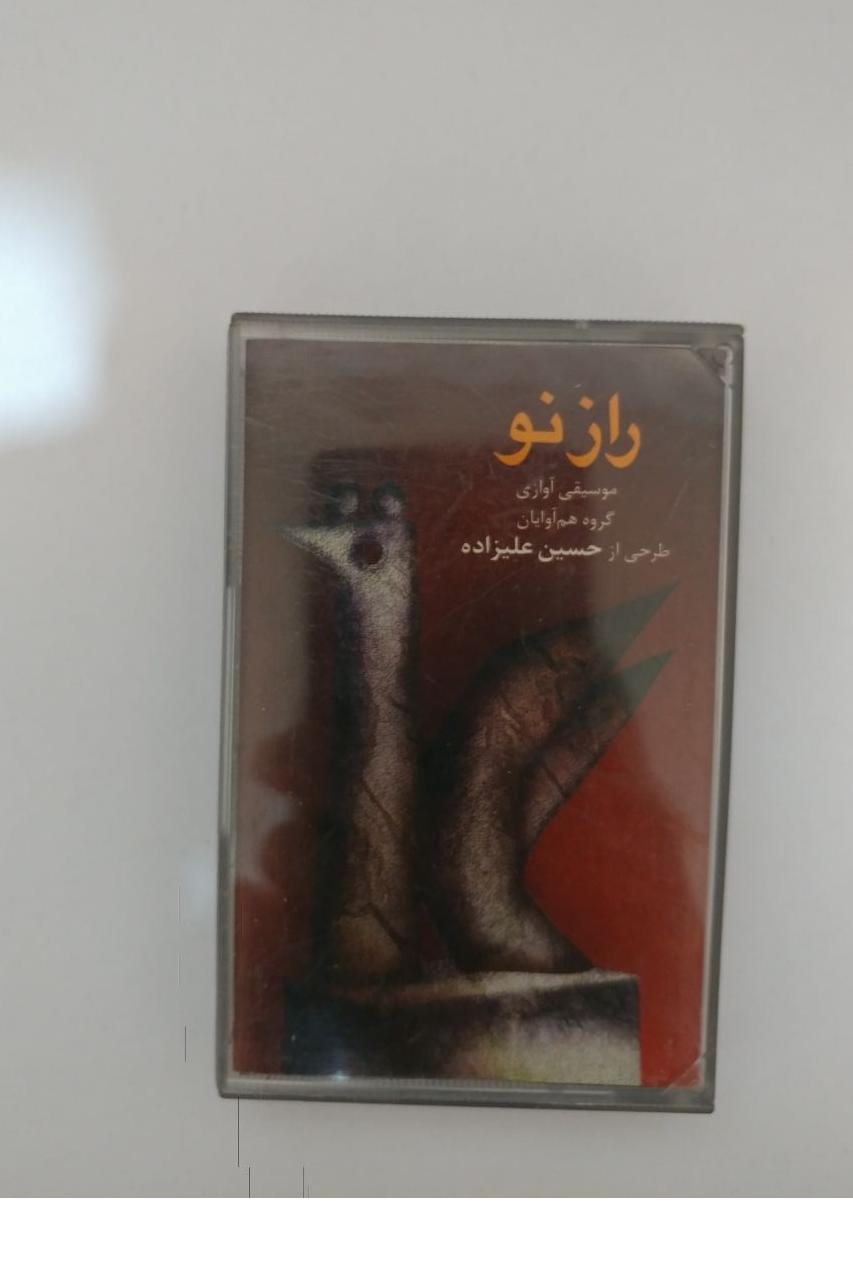 راز نو
موسیقی آوازی
گروه هم‌آوایان
طرحی از حسین علیزاده